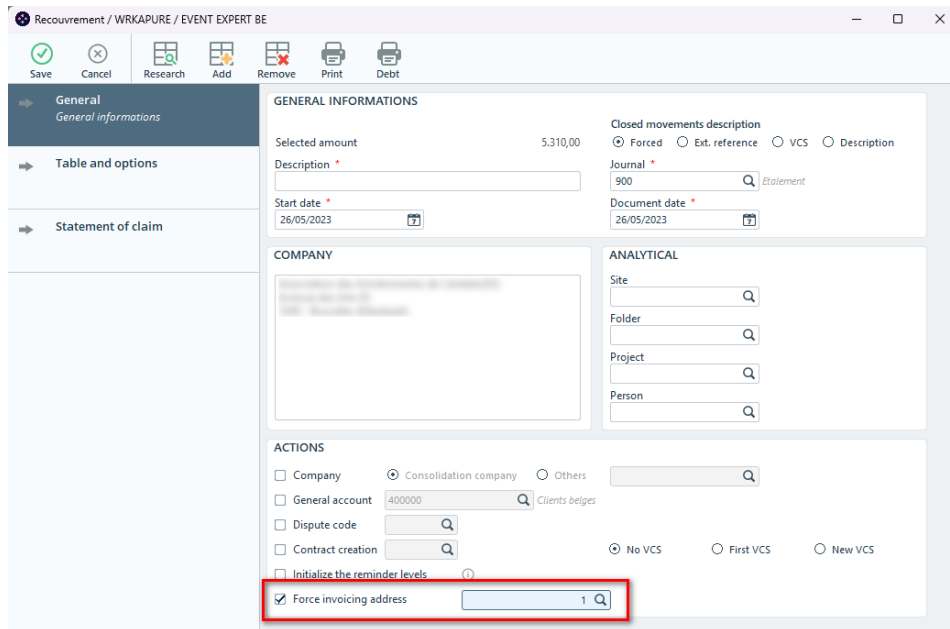 Recouvrement / WRKAPURE / EVENT EXPERT BE
Save Cancel Research Add Remove Print Debt
General
General informations
Table and options
Statement of claim
GENERAL INFORMATIONS
Selected amount 5.310,00
Description *
Start date *
26/05/2023 7
Closed movements description
Forced Ext. reference VCS Description
Journal *
900 Etalement
Document date *
26/05/2023 7
COMPANY
ANALYTICAL
Site
Folder
Project
Person
ACTIONS
Company Consolidation company Others
General account 400000 Clients belges
Dispute code
Contract creation No VCS First VCS New VCS
Initialize the reminder levels
Force invoicing address 1